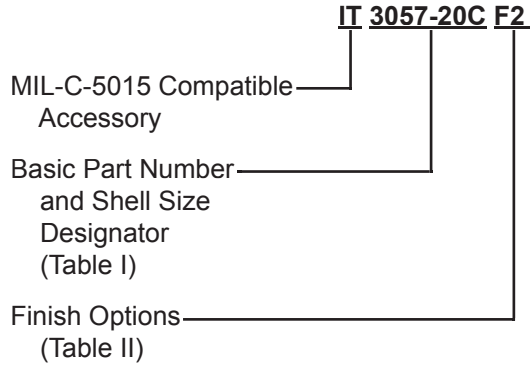 IT 3057-20C F2
MIL-C-5015 Compatible
Accessory
Basic Part Number
and Shell Size
Designator
(Table I)
Finish Options
(Table II)